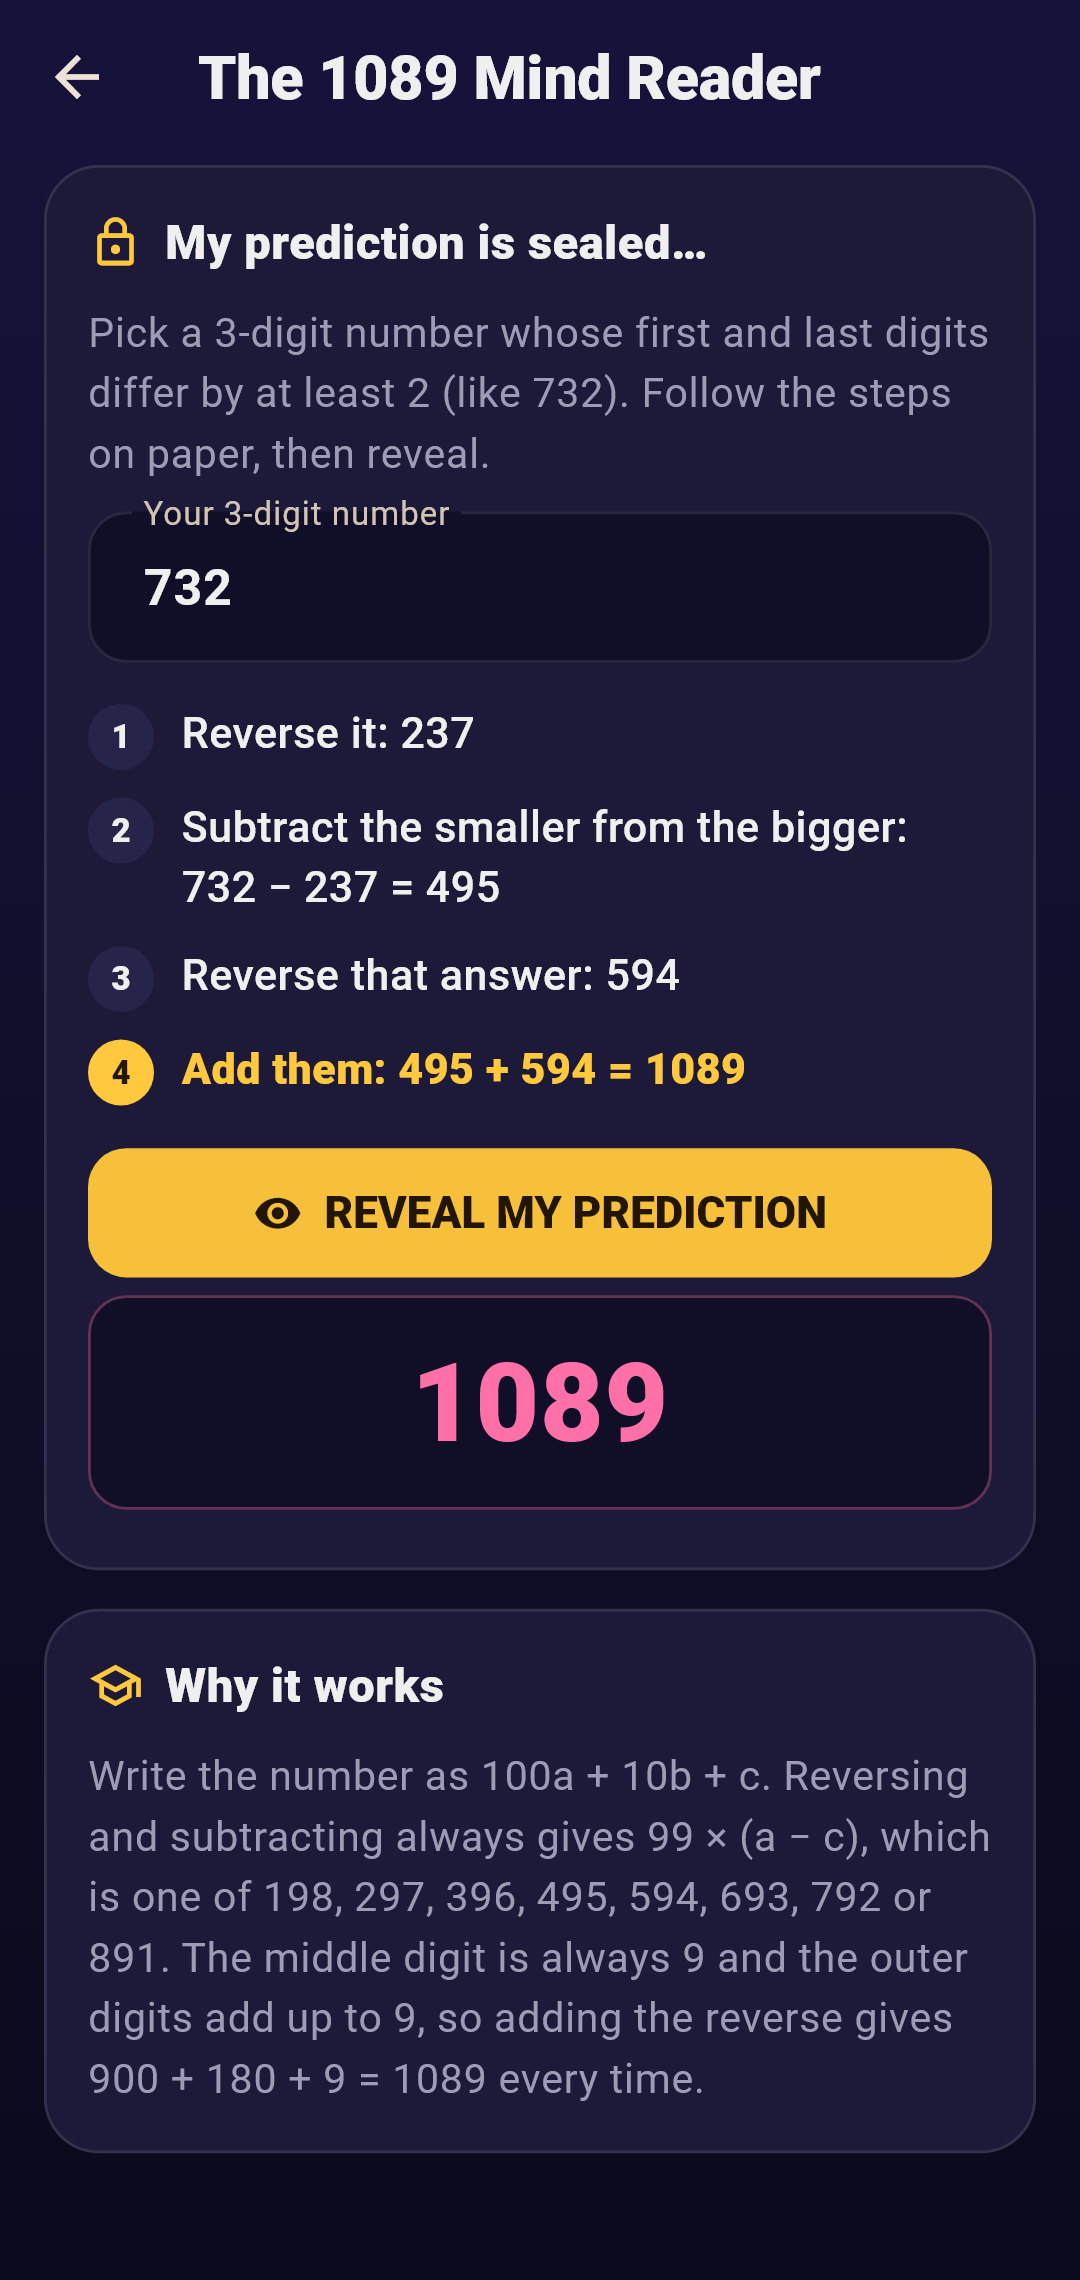 The 1089 Mind Reader
My prediction is sealed...
Pick a 3-digit number whose first and last digits
differ by at least 2 (like 732). Follow the steps
on paper, then reveal.
Your 3-digit number
732
1 Reverse it: 237
2 Subtract the smaller from the bigger:
732 − 237 = 495
3 Reverse that answer: 594
4 Add them: 495 + 594 = 1089
REVEAL MY PREDICTION
1089
Why it works
Write the number as 100a + 10b + c. Reversing
and subtracting always gives 99 × (a − c), which
is one of 198, 297, 396, 495, 594, 693, 792 or
891. The middle digit is always 9 and the outer
digits add up to 9, so adding the reverse gives
900 + 180 + 9 = 1089 every time.